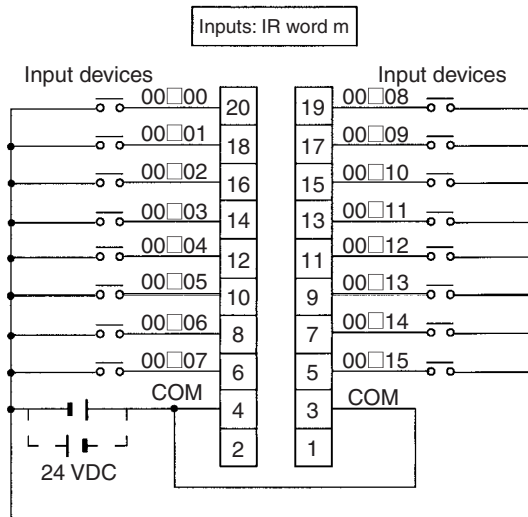 Inputs: IR word m
Input devices Input devices
00□00 20 19 00□08
00□01 18 17 00□09
00□02 16 15 00□10
00□03 14 13 00□11
00□04 12 11 00□12
00□05 10 9 00□13
00□06 8 7 00□14
00□07 6 5 00□15
COM 4 3 COM
2 1
24 VDC